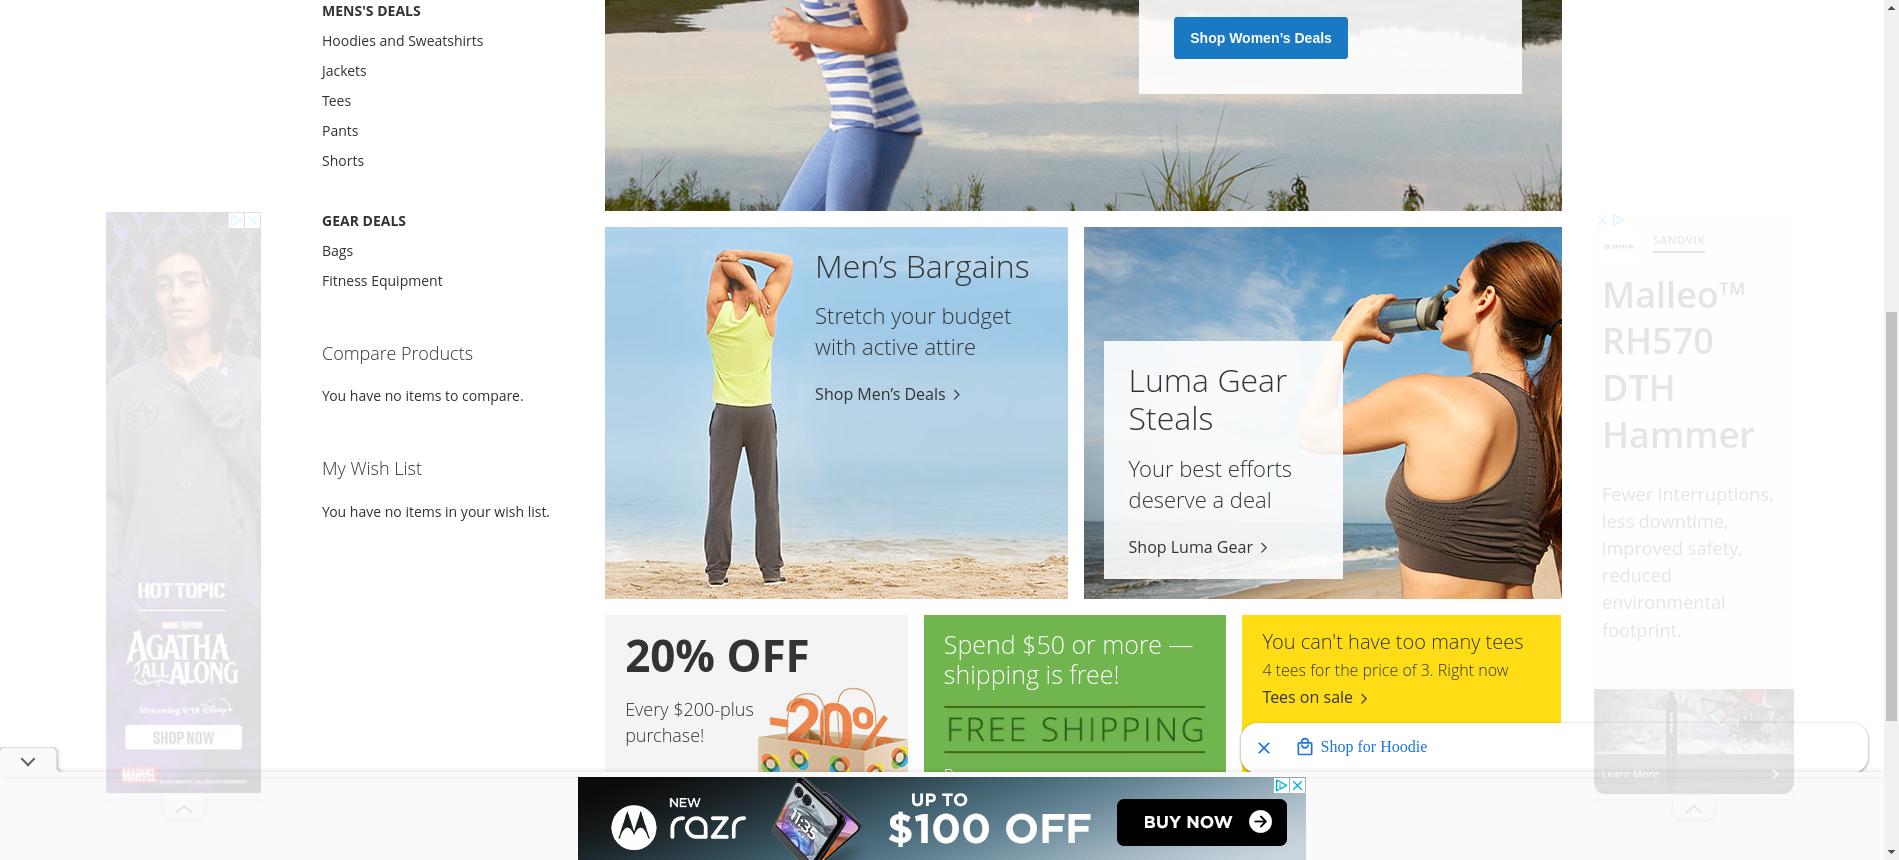 MENS'S DEALS
Hoodies and Sweatshirts
Jackets
Tees
Pants
Shorts
GEAR DEALS
Bags
Fitness Equipment
Compare Products
You have no items to compare.
My Wish List
You have no items in your wish list.
Shop Women’s Deals
Men’s Bargains
Stretch your budget
with active attire
Shop Men’s Deals
Luma Gear
Steals
Your best efforts
deserve a deal
Shop Luma Gear
20% OFF
Every $200-plus
purchase!
-20%
Spend $50 or more —
shipping is free!
FREE SHIPPING
You can't have too many tees
4 tees for the price of 3. Right now
Tees on sale
Shop for Hoodie
HOT TOPIC
MARVEL TELEVISION
AGATHA
ALL ALONG
Streaming 9/18 Disney+
SHOP NOW
MARVEL
SANDVIK
SANDVIK
Malleo™
RH570
DTH
Hammer
Fewer interruptions,
less downtime,
improved safety,
reduced
environmental
footprint.
Learn More
NEW
razr
11:35
UP TO
$100 OFF
BUY NOW